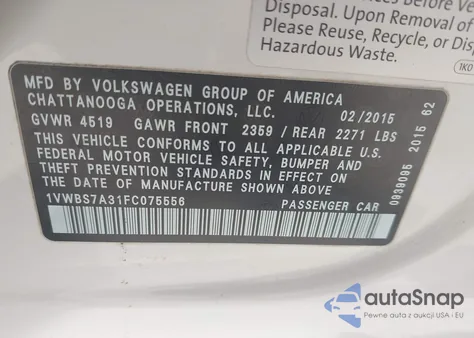 Disposal. Upon Removal of
Please Reuse, Recycle, or
Hazardous Waste.
1K0
MFD BY VOLKSWAGEN GROUP OF AMERICA
CHATTANOOGA OPERATIONS, LLC. 02/2015
GVWR 4519 GAWR FRONT 2359 / REAR 2271 LBS
THIS VEHICLE CONFORMS TO ALL APPLICABLE U.S.
FEDERAL MOTOR VEHICLE SAFETY, BUMPER AND
THEFT PREVENTION STANDARDS IN EFFECT ON
THE DATE OF MANUFACTURE SHOWN ABOVE.
1VWBS7A31FC075556 PASSENGER CAR
0939095 2015 62
autoSnap
Pewne auta z aukcji USA - EU